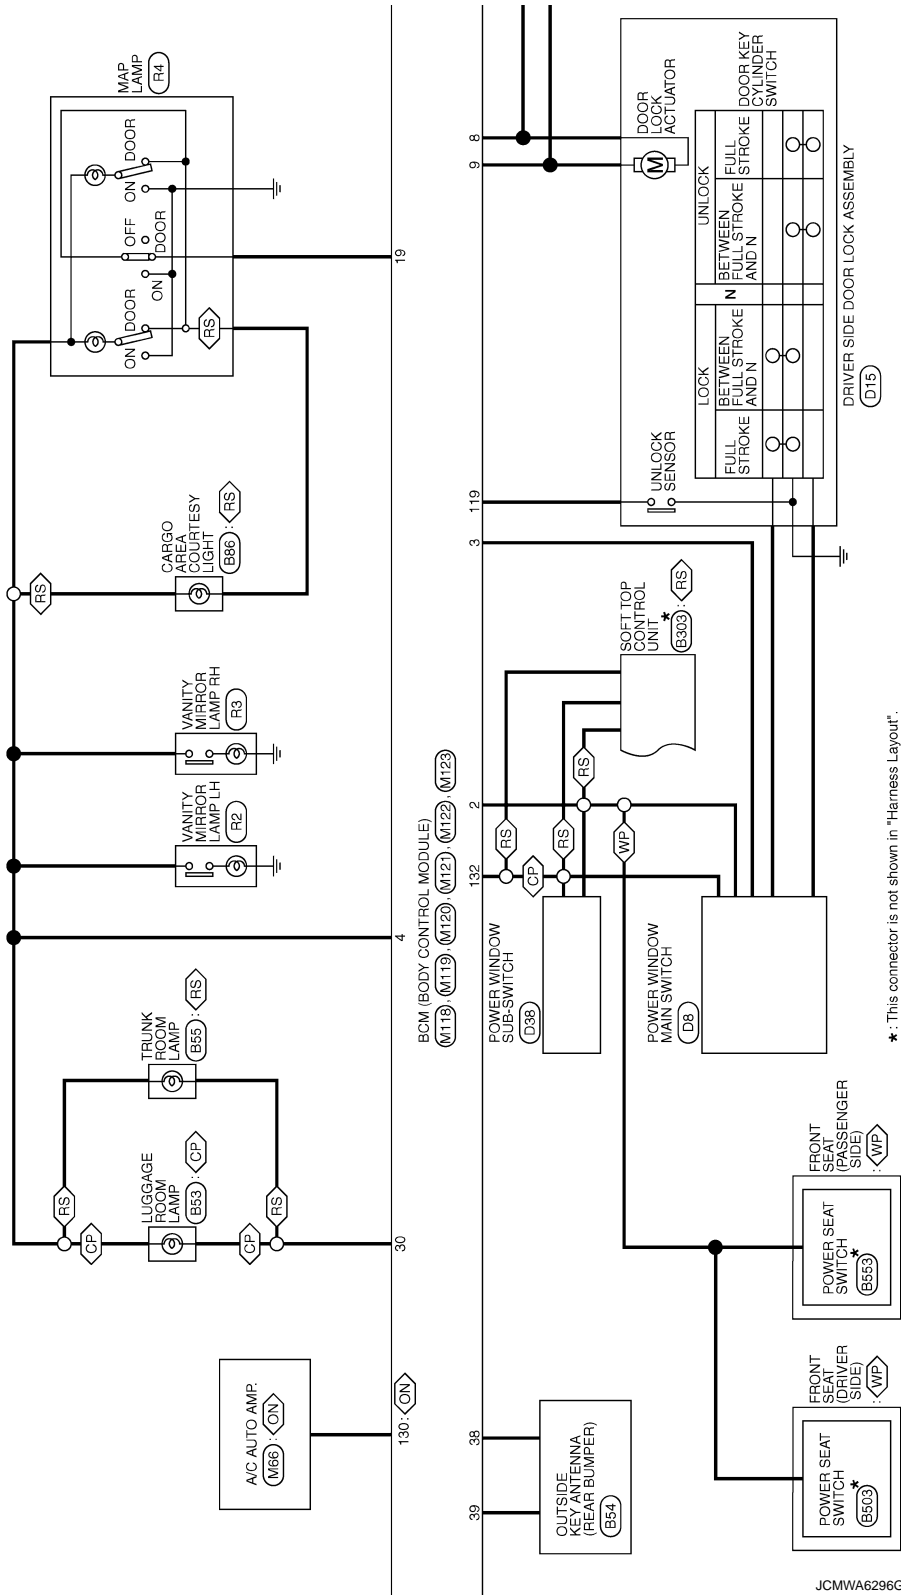 A/C AUTO AMP.
M66 : ON
130: ON
LUGGAGE
ROOM
LAMP
B53 : CP
TRUNK
ROOM
LAMP
B55 : RS
RS
RS
CP
CP
30
4
VANITY
MIRROR
LAMP LH
R2
VANITY
MIRROR
LAMP RH
R3
CARGO
AREA
COURTESY
LIGHT
B86 : RS
RS
MAP
LAMP
R4
ON
DOOR
ON
OFF
DOOR
ON
DOOR
RS
19
BCM (BODY CONTROL MODULE)
M118 , M119 , M120 , M121 , M122 , M123
39
38
132
2
3
119
9
8
OUTSIDE
KEY ANTENNA
(REAR BUMPER)
B54
POWER WINDOW
SUB-SWITCH
D38
RS
CP
RS
RS
WP
SOFT TOP
CONTROL
UNIT *
B303 : RS
POWER WINDOW
MAIN SWITCH
D8
UNLOCK
SENSOR
DOOR
LOCK
ACTUATOR
M
LOCK
N
UNLOCK
FULL
STROKE
BETWEEN
FULL STROKE
AND N
BETWEEN
FULL STROKE
AND N
FULL
STROKE
DOOR KEY
CYLINDER
SWITCH
DRIVER SIDE DOOR LOCK ASSEMBLY
D15
FRONT
SEAT
(DRIVER
SIDE)
: WP
POWER SEAT
SWITCH
*
B503
FRONT
SEAT
(PASSENGER
SIDE)
: WP
POWER SEAT
SWITCH
*
B553
* : This connector is not shown in "Harness Layout".
JCMWA6296G